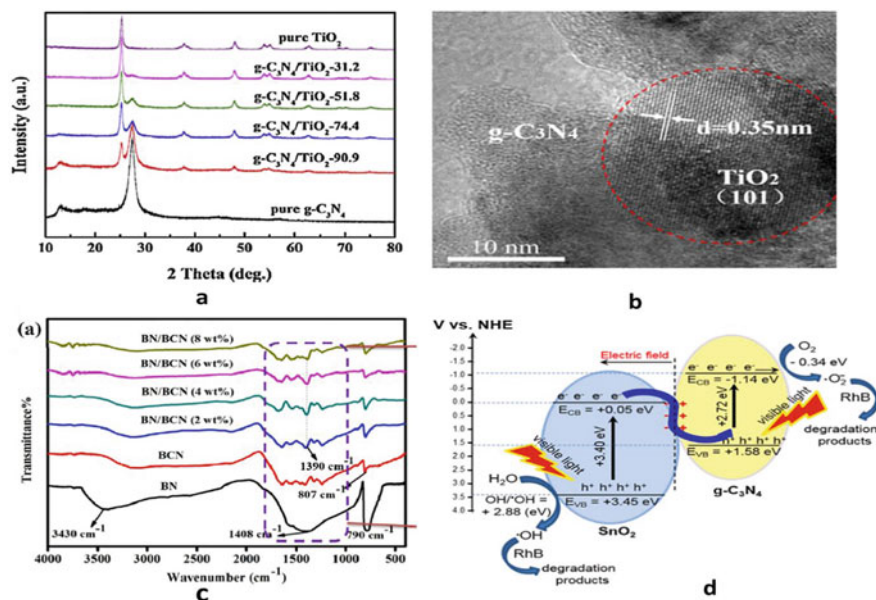 pure TiO2
g-C3N4/TiO2-31.2
g-C3N4/TiO2-51.8
g-C3N4/TiO2-74.4
g-C3N4/TiO2-90.9
pure g-C3N4
Intensity (a.u.)
10 20 30 40 50 60 70 80
2 Theta (deg.)
a
g-C3N4
d=0.35nm
TiO2
(101)
10 nm
b
(a)
BN/BCN (8 wt%)
BN/BCN (6 wt%)
BN/BCN (4 wt%)
BN/BCN (2 wt%)
1390 cm-1
BCN
807 cm-1
BN
3430 cm-1
1408 cm-1
790 cm-1
Transmittance%
4000 3500 3000 2500 2000 1500 1000 500
Wavenumber (cm-1)
c
V vs. NHE
-2.0
-1.5
-1.0
-0.5
0.0
0.5
1.0
1.5
2.0
2.5
3.0
3.5
4.0
Electric field
e- e- e- e-
ECB = +0.05 eV
+3.40 eV
visible light
h+ h+ h+ h+
EVB = +3.45 eV
SnO2
H2O
OH/•OH =
+ 2.88 (eV)
•OH
RhB
degradation
products
e- e- e- e-
ECB = -1.14 eV
+2.72 eV
visible light
h+ h+ h+ h+
EVB = +1.58 eV
g-C3N4
O2
- 0.34 eV
•O2-
RhB
degradation
products
d